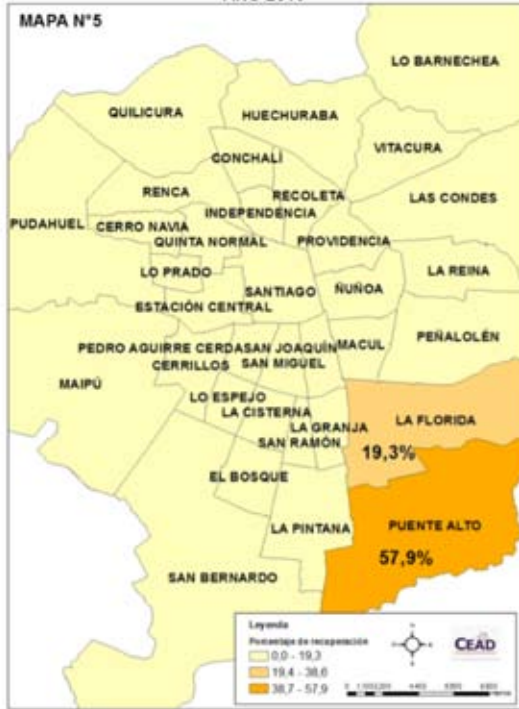 MAPA N°5
LO BARNECHEA
QUILICURA
HUECHURABA
VITACURA
CONCHALÍ
RENCA
RECOLETA
LAS CONDES
INDEPENDENCIA
PUDAHUEL
CERRO NAVIA
QUINTA NORMAL
PROVIDENCIA
LO PRADO
LA REINA
SANTIAGO
ÑUÑOA
ESTACIÓN CENTRAL
PEDRO AGUIRRE CERDA
SAN JOAQUÍN
MACUL
PEÑALOLÉN
CERRILLOS
SAN MIGUEL
MAIPÚ
LO ESPEJO
LA CISTERNA
LA FLORIDA
LA GRANJA
SAN RAMÓN
19,3%
EL BOSQUE
LA PINTANA
PUENTE ALTO
57,9%
SAN BERNARDO
Leyenda
Porcentaje de recuperación
0,0 - 19,3
19,4 - 38,6
38,7 - 57,9
CEAD